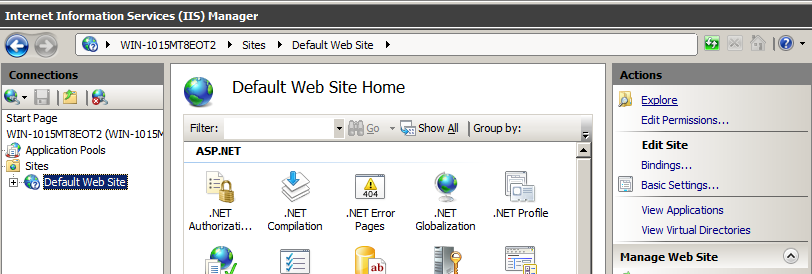 Internet Information Services (IIS) Manager
WIN-1015MT8EOT2 Sites Default Web Site
Connections
Start Page
WIN-1015MT8EOT2 (WIN-1015M
Application Pools
Sites
Default Web Site
Default Web Site Home
Filter: Go Show All Group by:
ASP.NET
.NET Authorizati...
.NET Compilation
404
.NET Error Pages
.NET Globalization
.NET Profile
ab
Actions
Explore
Edit Permissions...
Edit Site
Bindings...
Basic Settings...
View Applications
View Virtual Directories
Manage Web Site